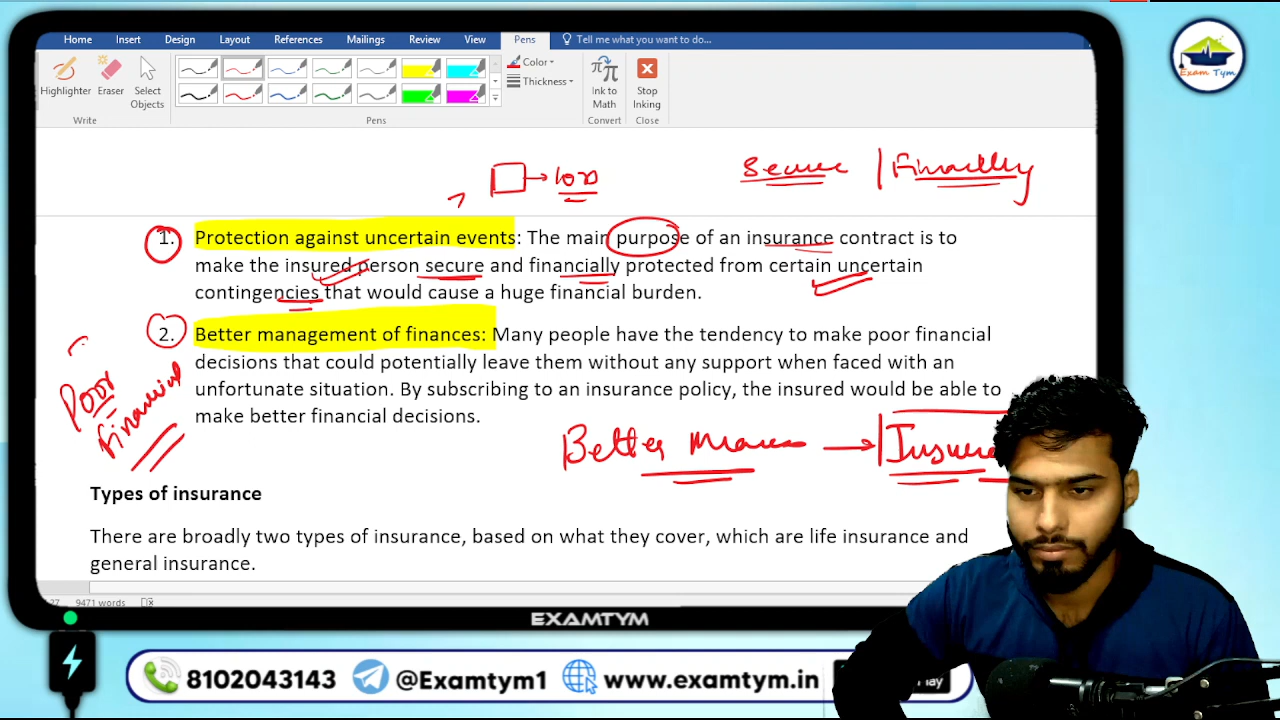 Home Insert Design Layout References Mailings Review View Pens Tell me what you want to do...
Highlighter Eraser Select Objects
Color
Thickness
Ink to Math
Stop Inking
Write Pens Convert Close
Exam Tym
Secure | Financilly
1. Protection against uncertain events: The main purpose of an insurance contract is to
make the insured person secure and financially protected from certain uncertain
contingencies that would cause a huge financial burden.
2. Better management of finances: Many people have the tendency to make poor financial
decisions that could potentially leave them without any support when faced with an
unfortunate situation. By subscribing to an insurance policy, the insured would be able to
make better financial decisions.
Poor
Financial
Better
Types of insurance
There are broadly two types of insurance, based on what they cover, which are life insurance and
general insurance.
9471 words
EXAMTYM
8102043143 @Examtym1 www.examtym.in